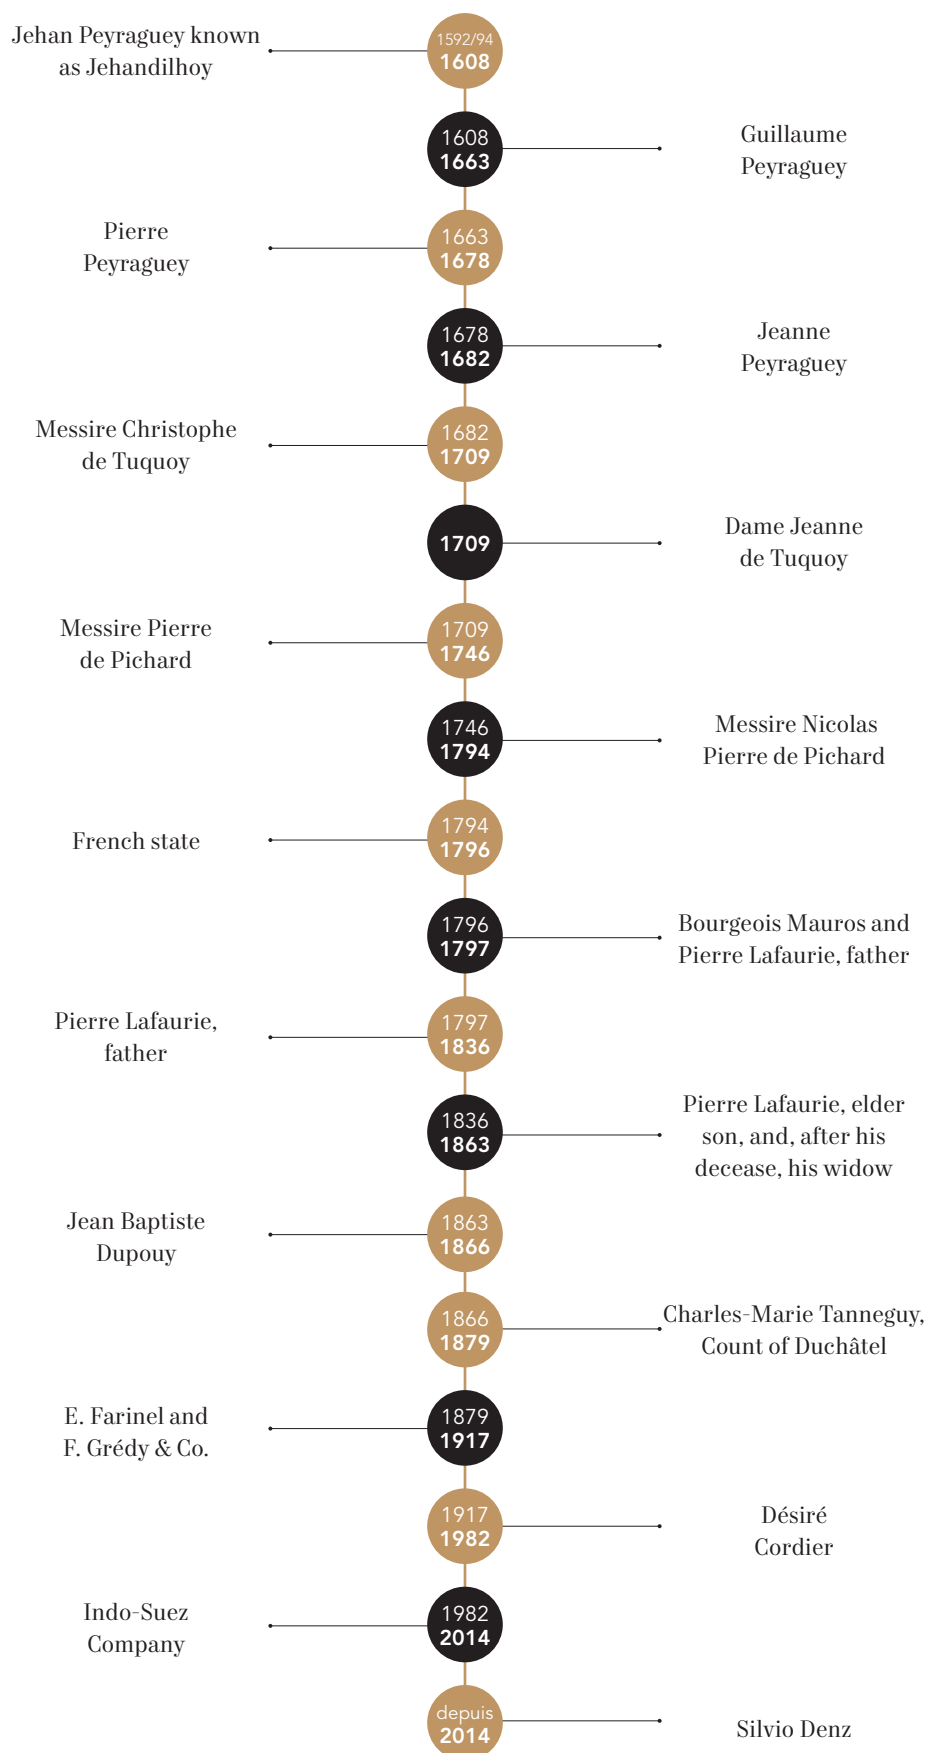 Jehan Peyraguey known
as Jehandilhoy
1592/94
1608
1608
1663
Guillaume
Peyraguey
Pierre
Peyraguey
1663
1678
1678
1682
Jeanne
Peyraguey
Messire Christophe
de Tuquoy
1682
1709
1709
Dame Jeanne
de Tuquoy
Messire Pierre
de Pichard
1709
1746
1746
1794
Messire Nicolas
Pierre de Pichard
French state
1794
1796
1796
1797
Bourgeois Mauros and
Pierre Lafaurie, father
Pierre Lafaurie,
father
1797
1836
1836
1863
Pierre Lafaurie, elder
son, and, after his
decease, his widow
Jean Baptiste
Dupouy
1863
1866
1866
1879
Charles-Marie Tanneguy,
Count of Duchâtel
E. Farinel and
F. Grédy & Co.
1879
1917
1917
1982
Désiré
Cordier
Indo-Suez
Company
1982
2014
depuis
2014
Silvio Denz